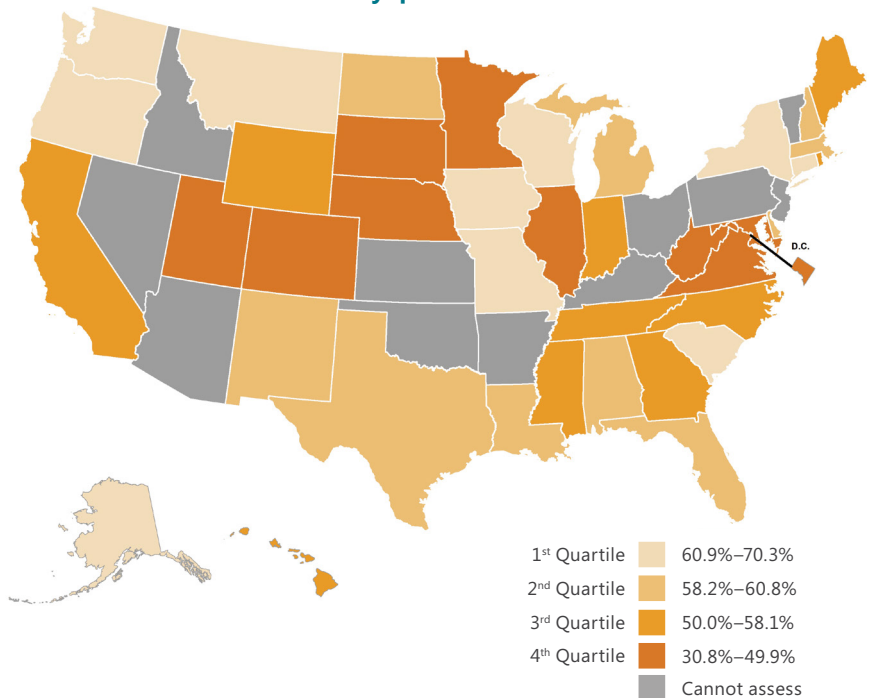 D.C.
1st Quartile 60.9%–70.3%
2nd Quartile 58.2%–60.8%
3rd Quartile 50.0%–58.1%
4th Quartile 30.8%–49.9%
Cannot assess